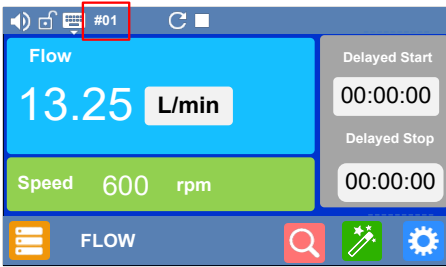 #01
Flow
13.25 L/min
Speed 600 rpm
Delayed Start
00:00:00
Delayed Stop
00:00:00
FLOW